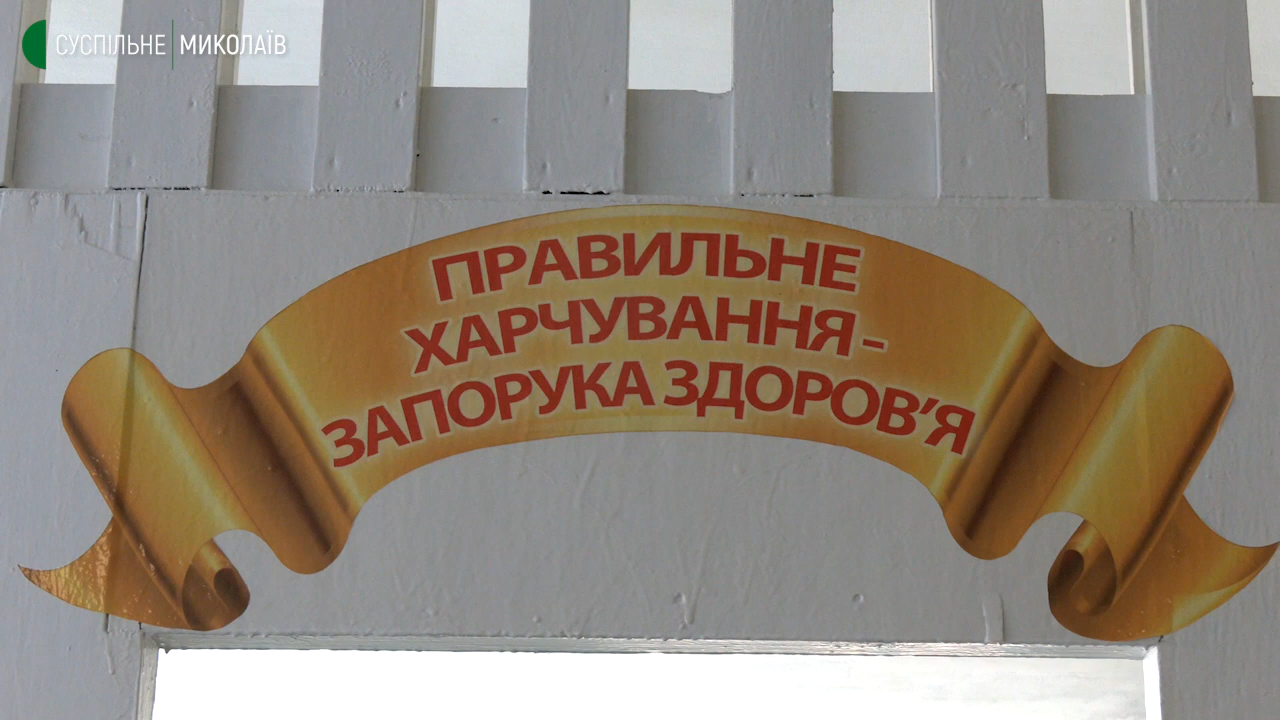 СУСПІЛЬНЕ МИКОЛАЇВ
ПРАВИЛЬНЕ
ХАРЧУВАННЯ -
ЗАПОРУКА ЗДОРОВ'Я